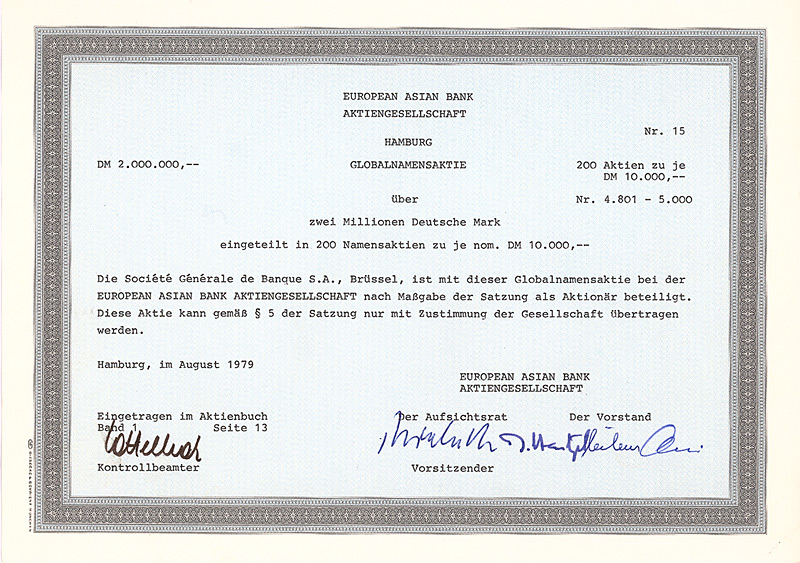 EUROPEAN ASIAN BANK
AKTIENGESELLSCHAFT
Nr. 15
HAMBURG
DM 2.000.000,-- GLOBALNAMENSAKTIE 200 Aktien zu je
DM 10.000,--
über Nr. 4.801 - 5.000
zwei Millionen Deutsche Mark
eingeteilt in 200 Namensaktien zu je nom. DM 10.000,--
Die Société Générale de Banque S.A., Brüssel, ist mit dieser Globalnamensaktie bei der
EUROPEAN ASIAN BANK AKTIENGESELLSCHAFT nach Maßgabe der Satzung als Aktionär beteiligt.
Diese Aktie kann gemäß § 5 der Satzung nur mit Zustimmung der Gesellschaft übertragen
werden.
Hamburg, im August 1979
EUROPEAN ASIAN BANK
AKTIENGESELLSCHAFT
Eingetragen im Aktienbuch Der Aufsichtsrat Der Vorstand
Band 1 Seite 13
Kontrollbeamter Vorsitzender